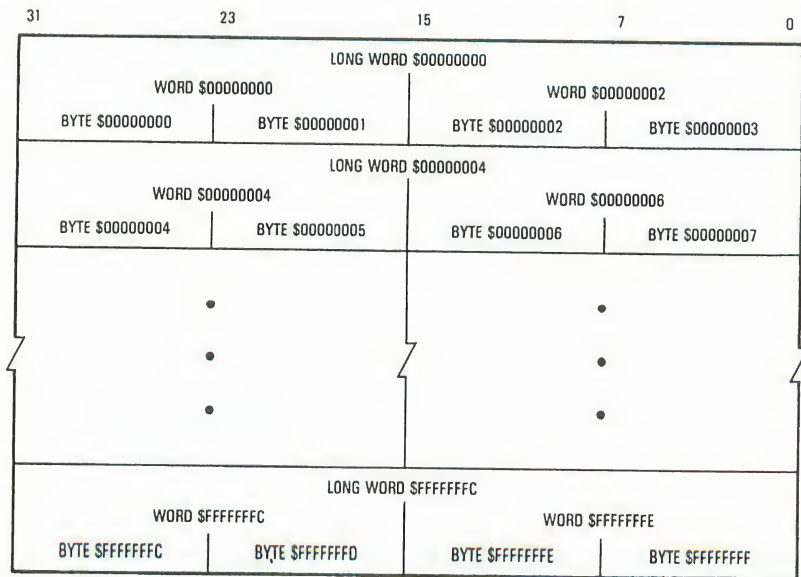 31 23 15 7 0
LONG WORD $00000000
WORD $00000000 WORD $00000002
BYTE $00000000 BYTE $00000001 BYTE $00000002 BYTE $00000003
LONG WORD $00000004
WORD $00000004 WORD $00000006
BYTE $00000004 BYTE $00000005 BYTE $00000006 BYTE $00000007
LONG WORD $FFFFFFFC
WORD $FFFFFFFC WORD $FFFFFFFE
BYTE $FFFFFFFC BYTE $FFFFFFFD BYTE $FFFFFFFE BYTE $FFFFFFFF